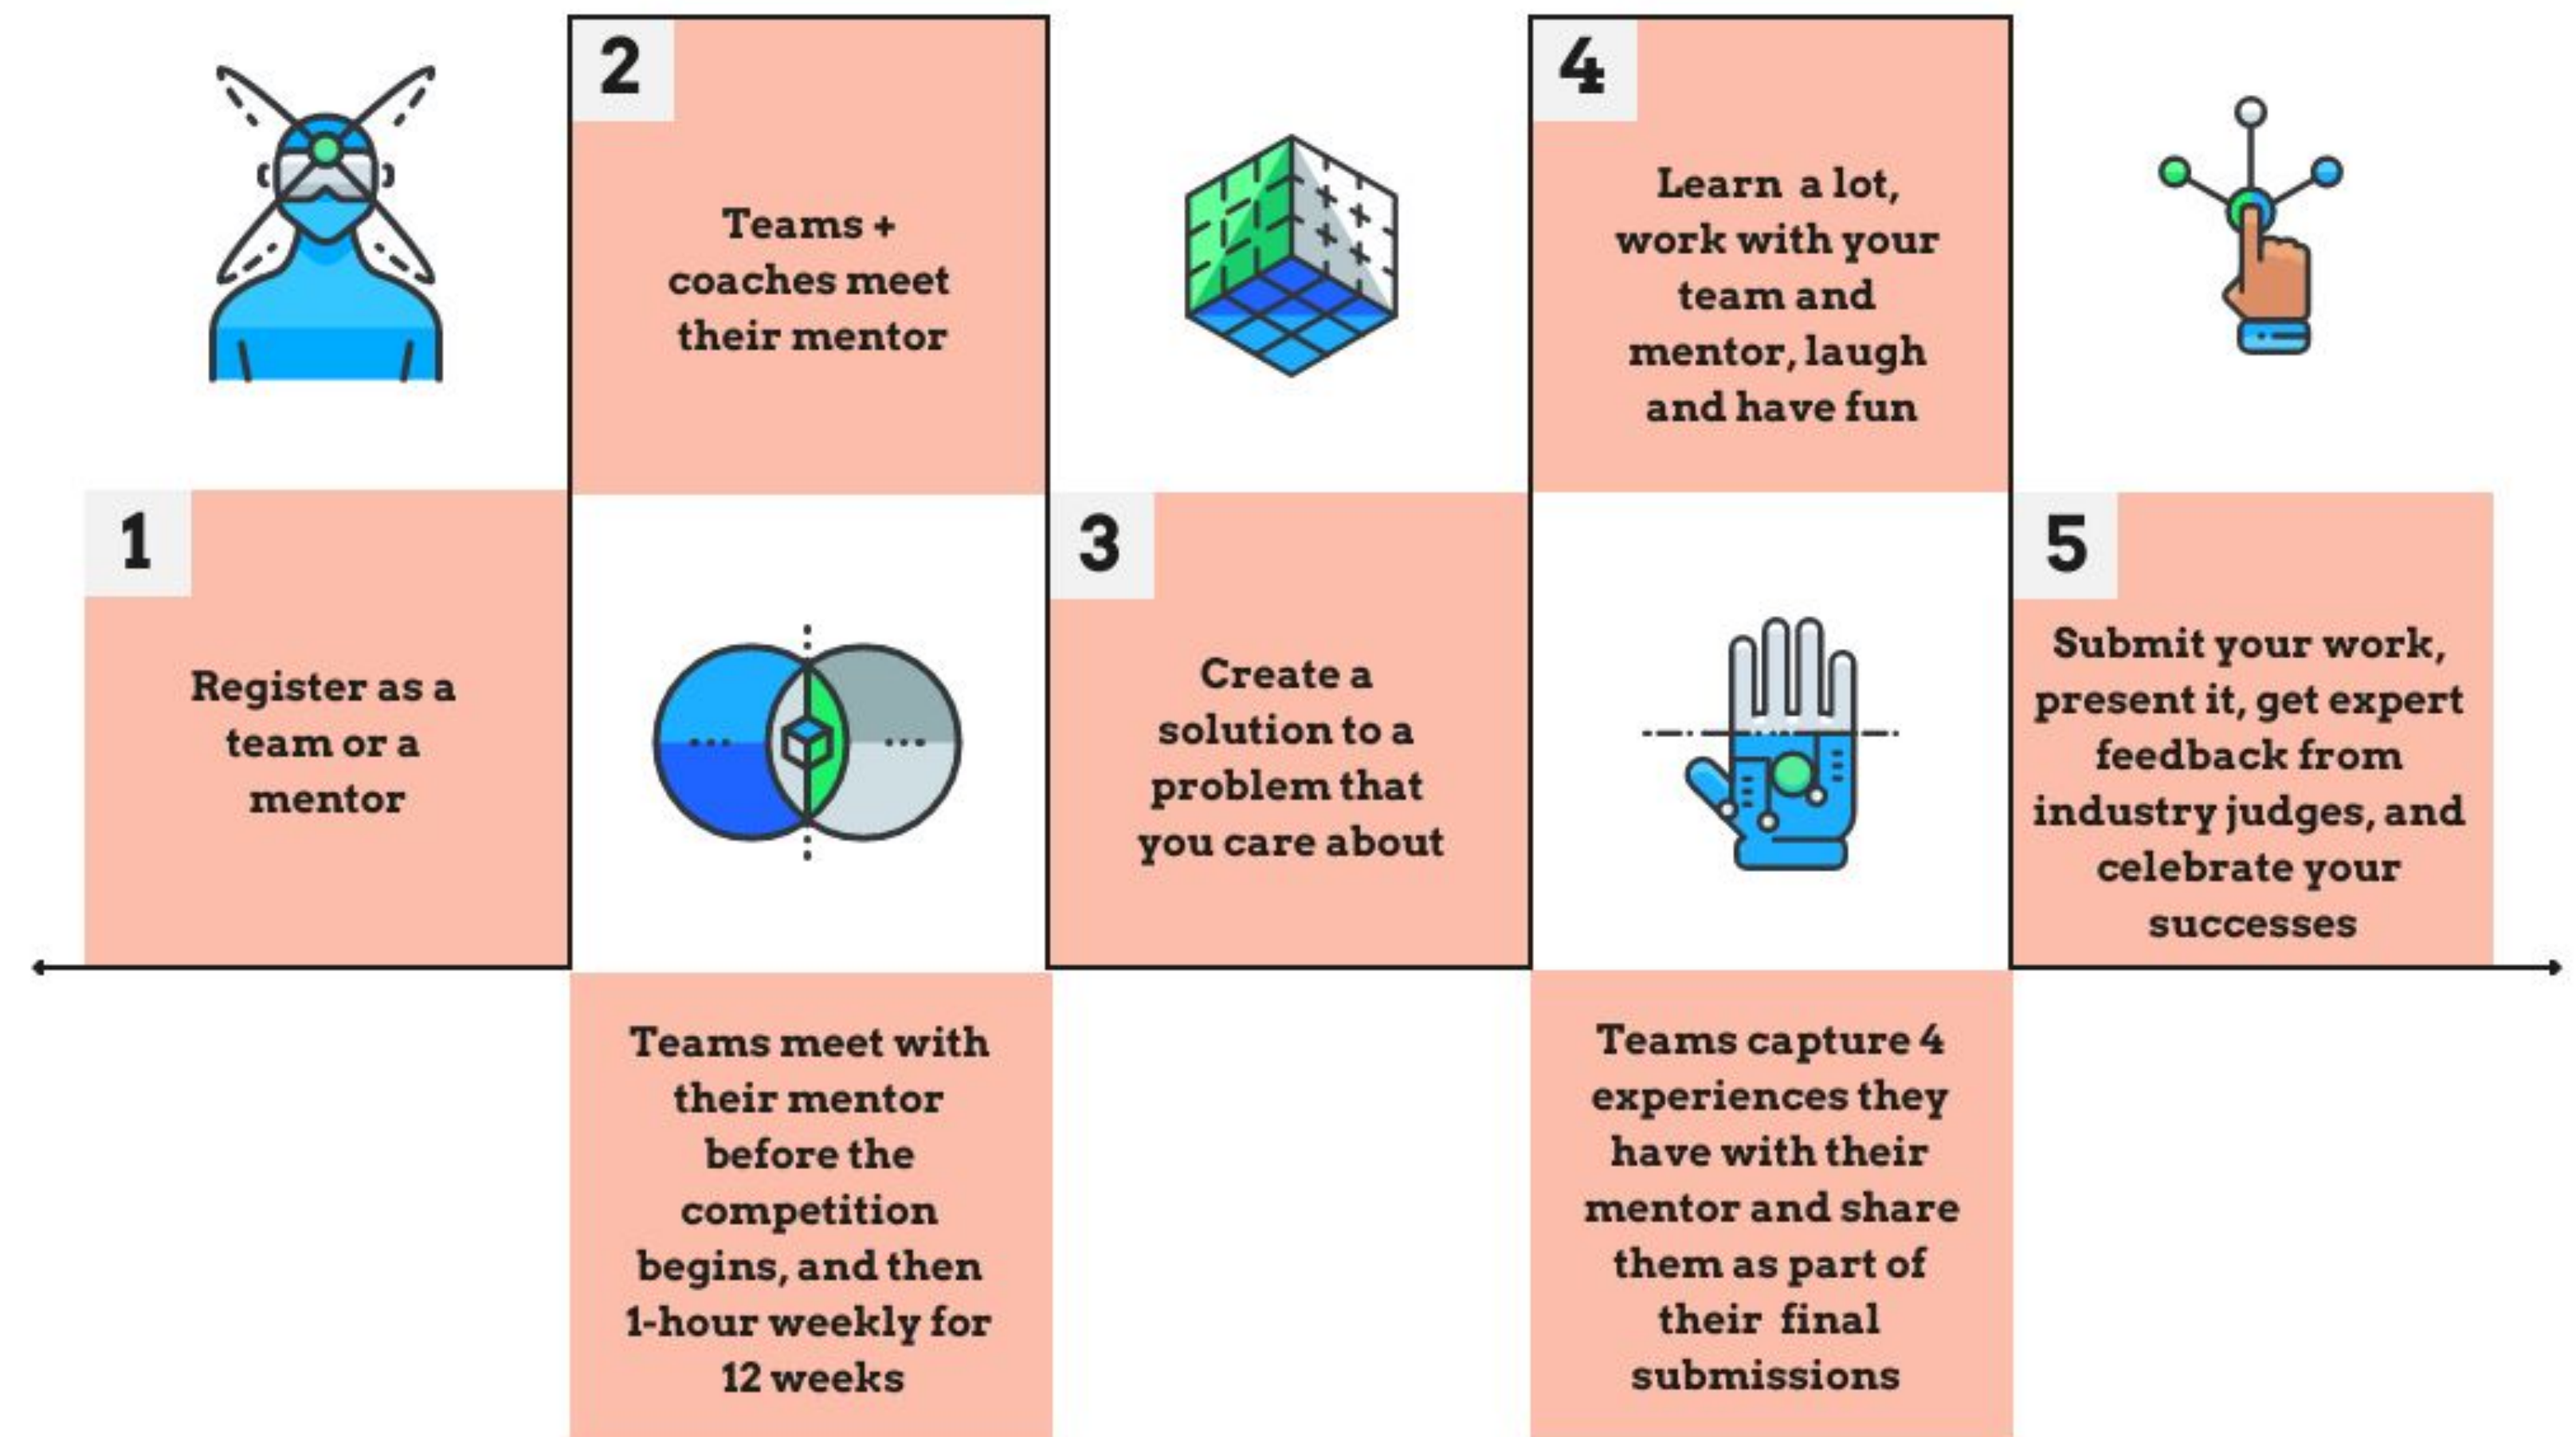 1
Register as a
team or a
mentor
2
Teams +
coaches meet
their mentor
Teams meet with
their mentor
before the
competition
begins, and then
1-hour weekly for
12 weeks
3
Create a
solution to a
problem that
you care about
4
Learn a lot,
work with your
team and
mentor, laugh
and have fun
Teams capture 4
experiences they
have with their
mentor and share
them as part of
their final
submissions
5
Submit your work,
present it, get expert
feedback from
industry judges, and
celebrate your
successes